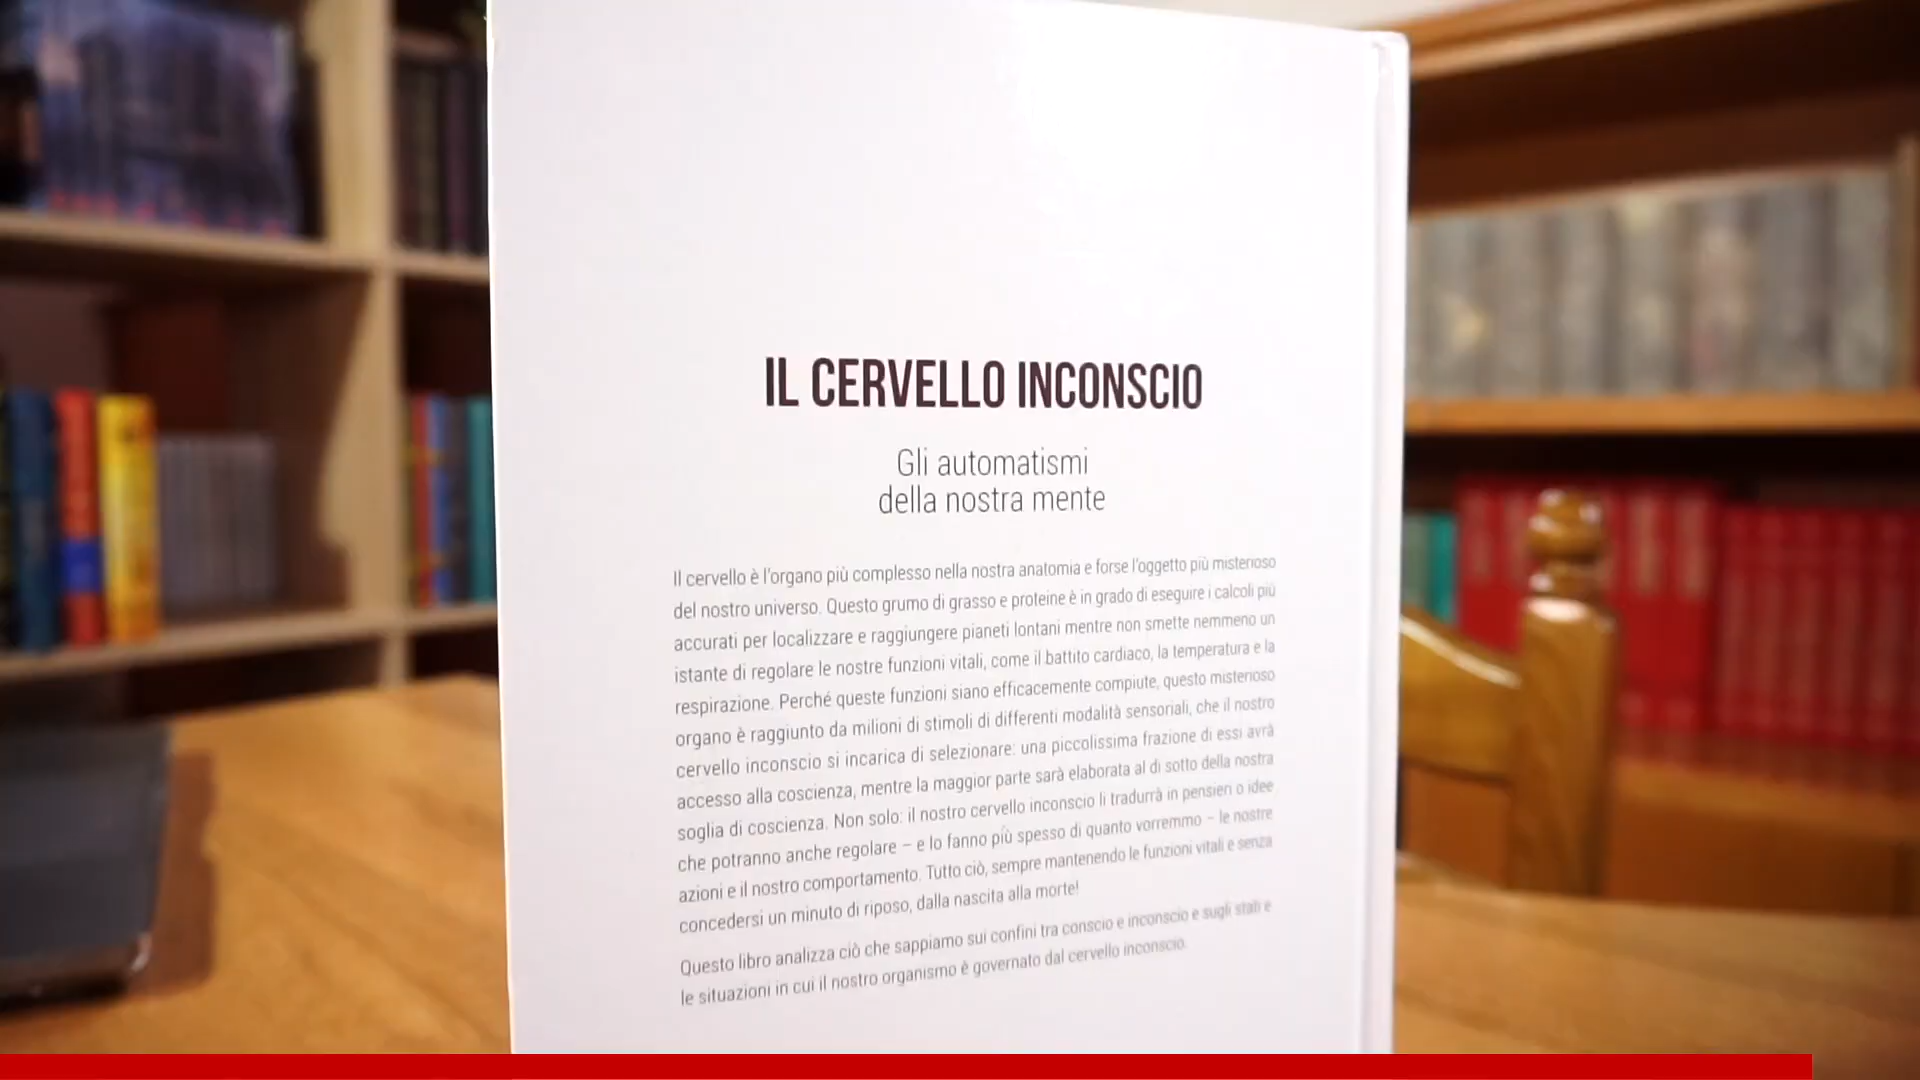 IL CERVELLO INCONSCIO
Gli automatismi
della nostra mente
Il cervello è l'organo più complesso nella nostra anatomia e forse l'oggetto più misterioso
del nostro universo. Questo grumo di grasso e proteine è in grado di eseguire i calcoli più
accurati per localizzare e raggiungere pianeti lontani mentre non smette nemmeno un
istante di regolare le nostre funzioni vitali, come il battito cardiaco, la temperatura e la
respirazione. Perché queste funzioni siano efficacemente compiute, questo misterioso
organo è raggiunto da milioni di stimoli di differenti modalità sensoriali, che il nostro
cervello inconscio si incarica di selezionare: una piccolissima frazione di essi avrà
accesso alla coscienza, mentre la maggior parte sarà elaborata al di sotto della nostra
soglia di coscienza. Non solo: il nostro cervello inconscio li tradurrà in pensieri o idee
che potranno anche regolare – e lo fanno più spesso di quanto vorremmo – le nostre
azioni e il nostro comportamento. Tutto ciò, sempre mantenendo le funzioni vitali e senza
concedersi un minuto di riposo, dalla nascita alla morte!
Questo libro analizza ciò che sappiamo sui confini tra conscio e inconscio e sugli stati e
le situazioni in cui il nostro organismo è governato dal cervello inconscio.